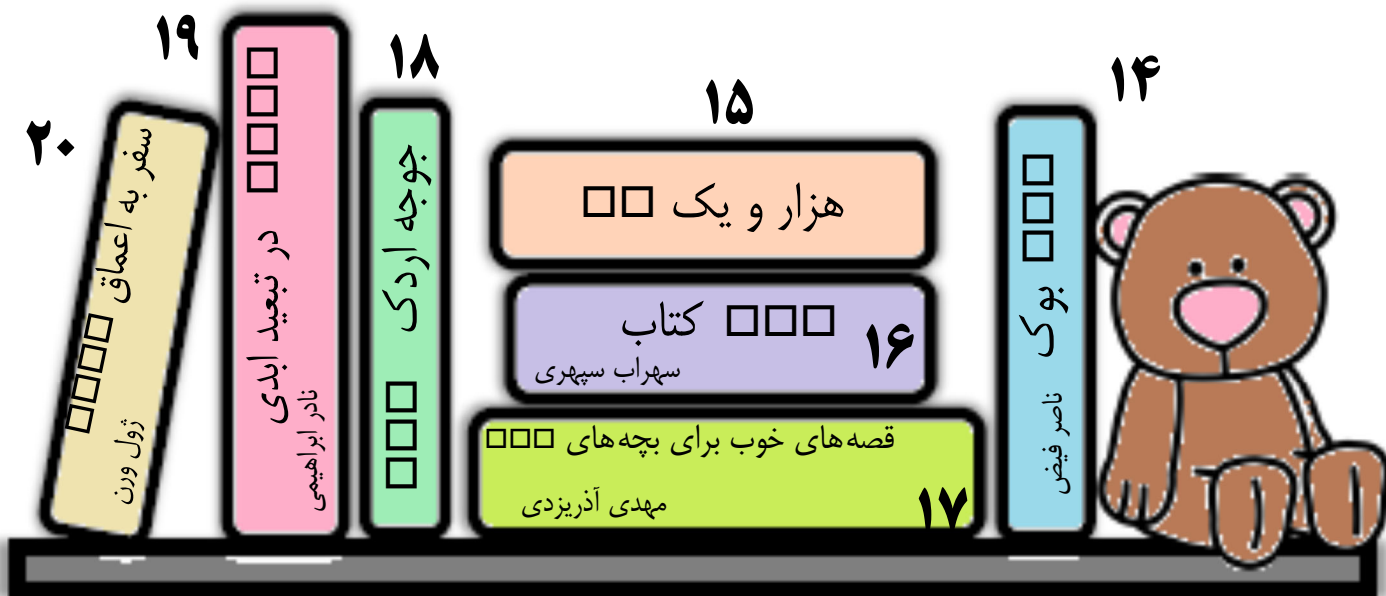 ۱۴
□□□ بوک
ناصر فیض
۱۵
هزار و یک □□
□□□ کتاب
سهراب سپهری
۱۶
قصه‌های خوب برای بچه‌های □□□
مهدی آذریزدی
۱۷
۱۸
جوجه اردک □□□
۱۹
□□□□ در تبعید ابدی
نادر ابراهیمی
۲۰
سفر به اعماق □□□□
ژول ورن